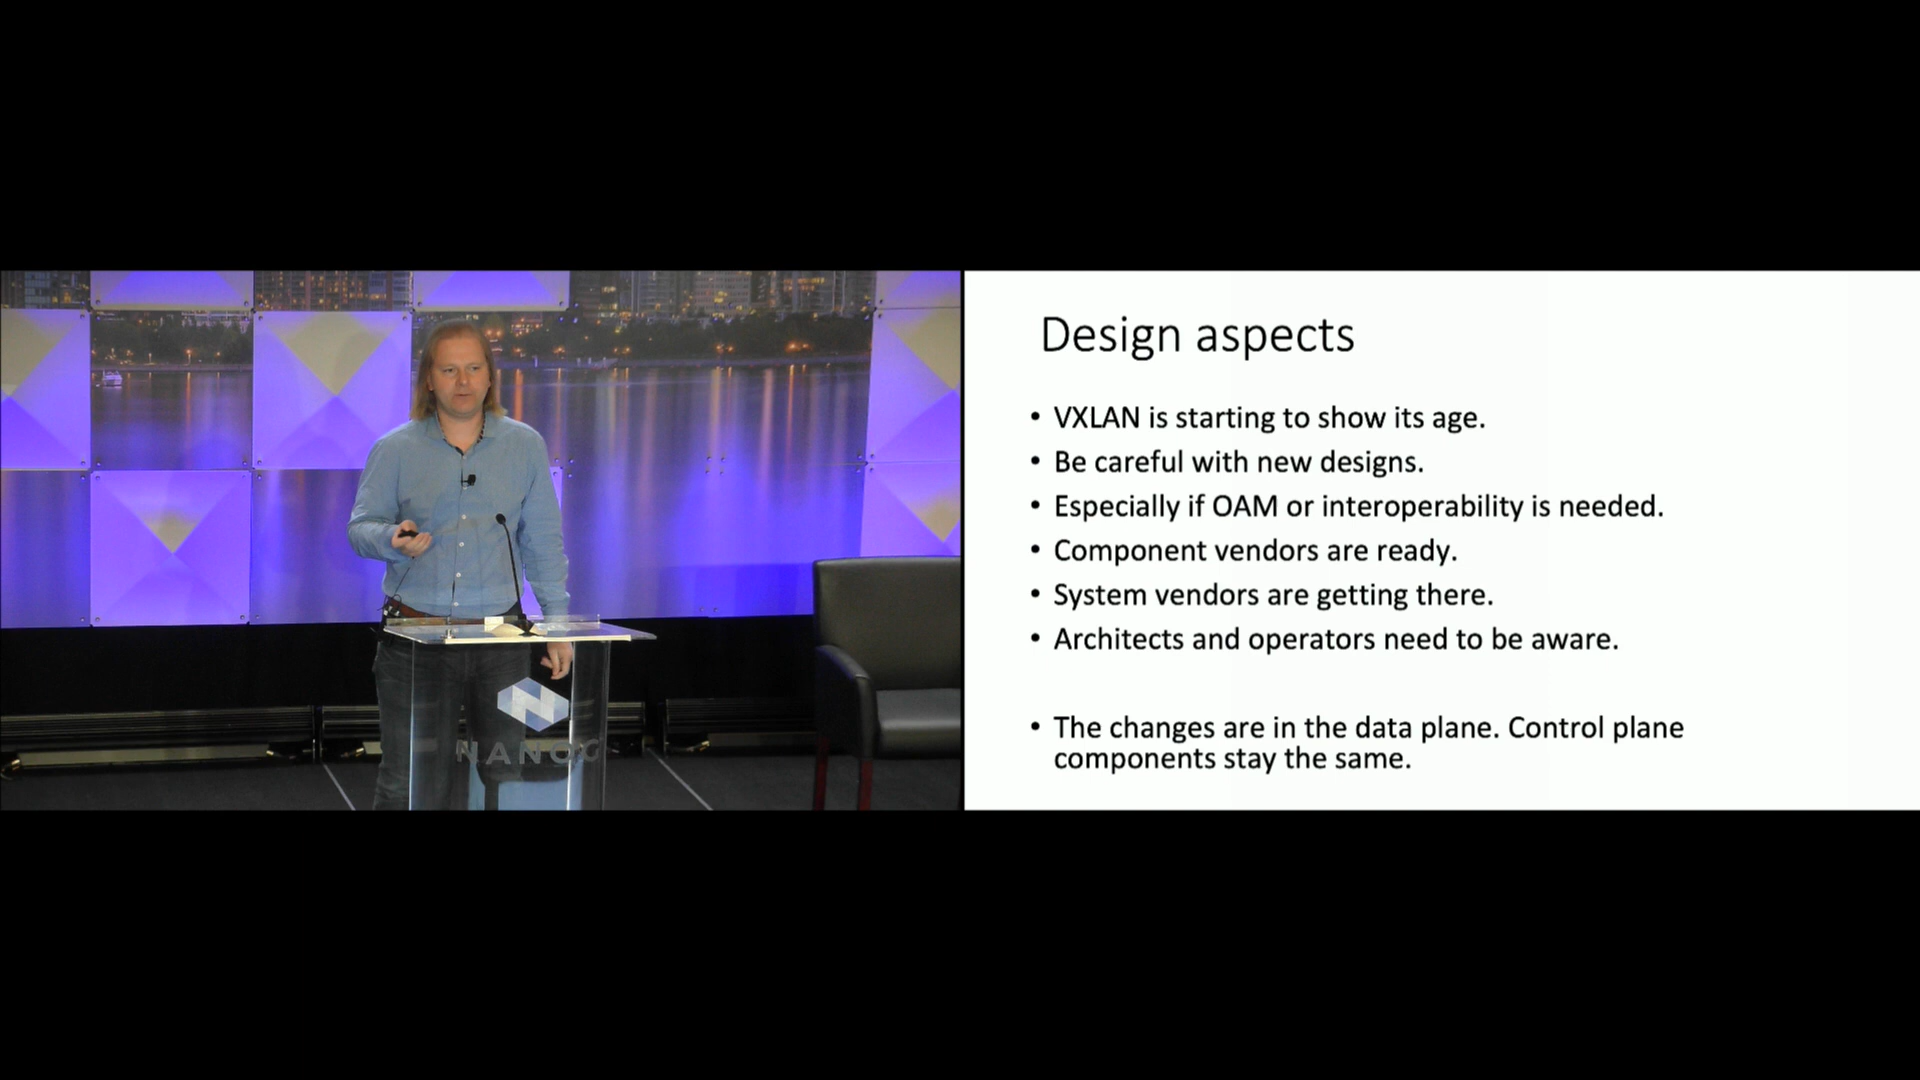 NANOG
Design aspects
• VXLAN is starting to show its age.
• Be careful with new designs.
• Especially if OAM or interoperability is needed.
• Component vendors are ready.
• System vendors are getting there.
• Architects and operators need to be aware.
• The changes are in the data plane. Control plane
components stay the same.